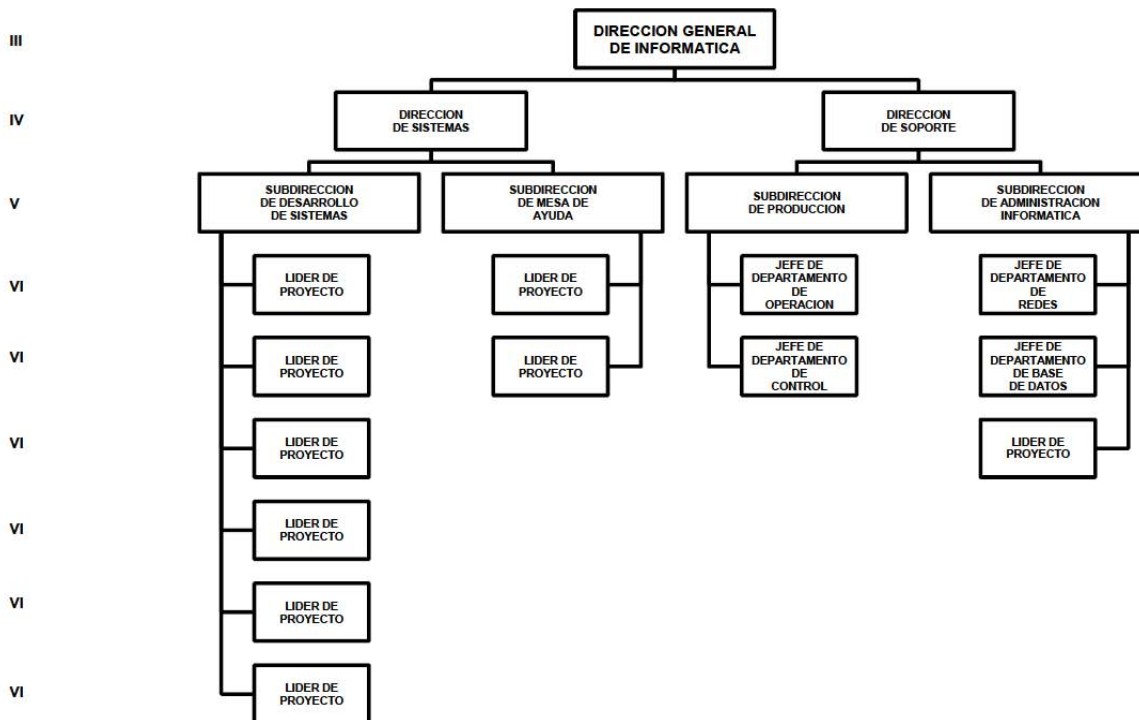 III
DIRECCION GENERAL
DE INFORMATICA
IV
DIRECCION
DE SISTEMAS
DIRECCION
DE SOPORTE
V
SUBDIRECCION
DE DESARROLLO
DE SISTEMAS
SUBDIRECCION
DE MESA DE
AYUDA
SUBDIRECCION
DE PRODUCCION
SUBDIRECCION
DE ADMINISTRACION
INFORMATICA
VI
LIDER DE
PROYECTO
LIDER DE
PROYECTO
JEFE DE
DEPARTAMENTO
DE
OPERACION
JEFE DE
DEPARTAMENTO
DE
REDES
VI
LIDER DE
PROYECTO
LIDER DE
PROYECTO
JEFE DE
DEPARTAMENTO
DE
CONTROL
JEFE DE
DEPARTAMENTO
DE BASE
DE DATOS
VI
LIDER DE
PROYECTO
LIDER DE
PROYECTO
VI
LIDER DE
PROYECTO
VI
LIDER DE
PROYECTO
VI
LIDER DE
PROYECTO